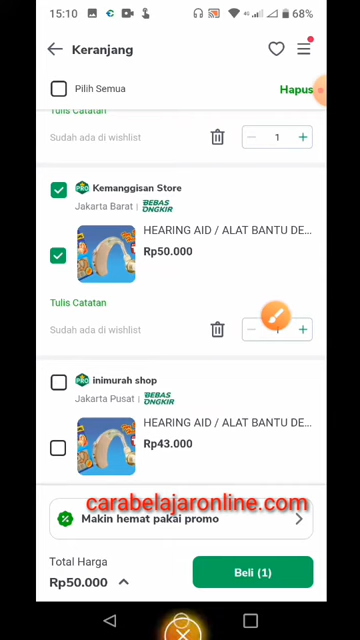 15:10
68%
Keranjang
Pilih Semua
Hapus
Tulis Catatan
Sudah ada di wishlist
1
PRO Kemanggisan Store
Jakarta Barat | BEBAS ONGKIR
HEARING AID / ALAT BANTU DE...
Rp50.000
Tulis Catatan
Sudah ada di wishlist
PRO inimurah shop
Jakarta Pusat | BEBAS ONGKIR
HEARING AID / ALAT BANTU DE...
Rp43.000
carabelajaronline.com
Makin hemat pakai promo
Total Harga
Rp50.000
Beli (1)